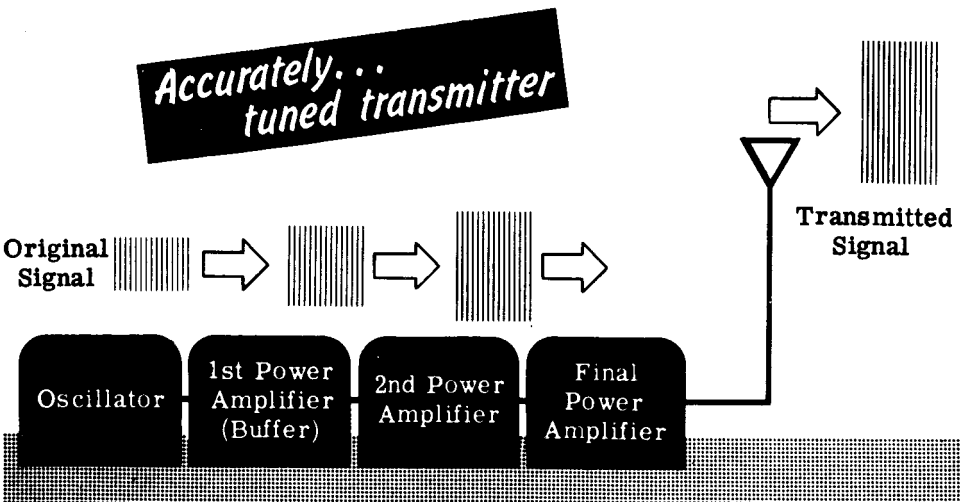 Accurately...
tuned transmitter
Original
Signal
Transmitted
Signal
Oscillator
1st Power
Amplifier
(Buffer)
2nd Power
Amplifier
Final
Power
Amplifier